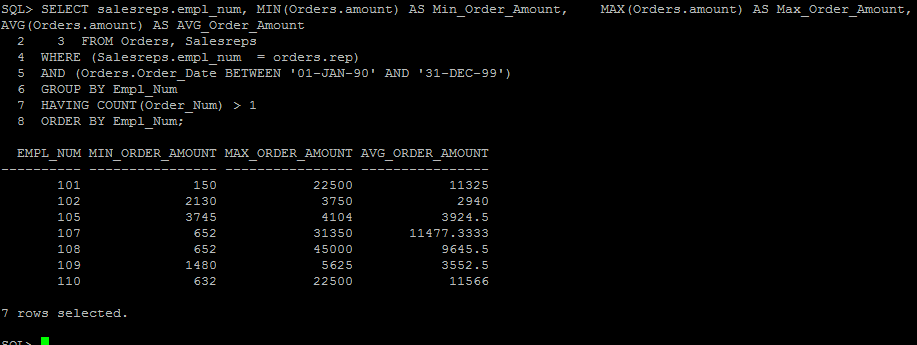 SQL> SELECT salesreps.empl_num, MIN(Orders.amount) AS Min_Order_Amount,    MAX(Orders.amount) AS Max_Order_Amount,
AVG(Orders.amount) AS AVG_Order_Amount
  2    3  FROM Orders, Salesreps
  4  WHERE (Salesreps.empl_num  = orders.rep)
  5  AND (Orders.Order_Date BETWEEN '01-JAN-90' AND '31-DEC-99')
  6  GROUP BY Empl_Num
  7  HAVING COUNT(Order_Num) > 1
  8  ORDER BY Empl_Num;
  EMPL_NUM MIN_ORDER_AMOUNT MAX_ORDER_AMOUNT AVG_ORDER_AMOUNT
---------- ---------------- ---------------- ----------------
       101              150            22500            11325
       102             2130             3750             2940
       105             3745             4104           3924.5
       107              652            31350       11477.3333
       108              652            45000           9645.5
       109             1480             5625           3552.5
       110              632            22500            11566
7 rows selected.
SQL>